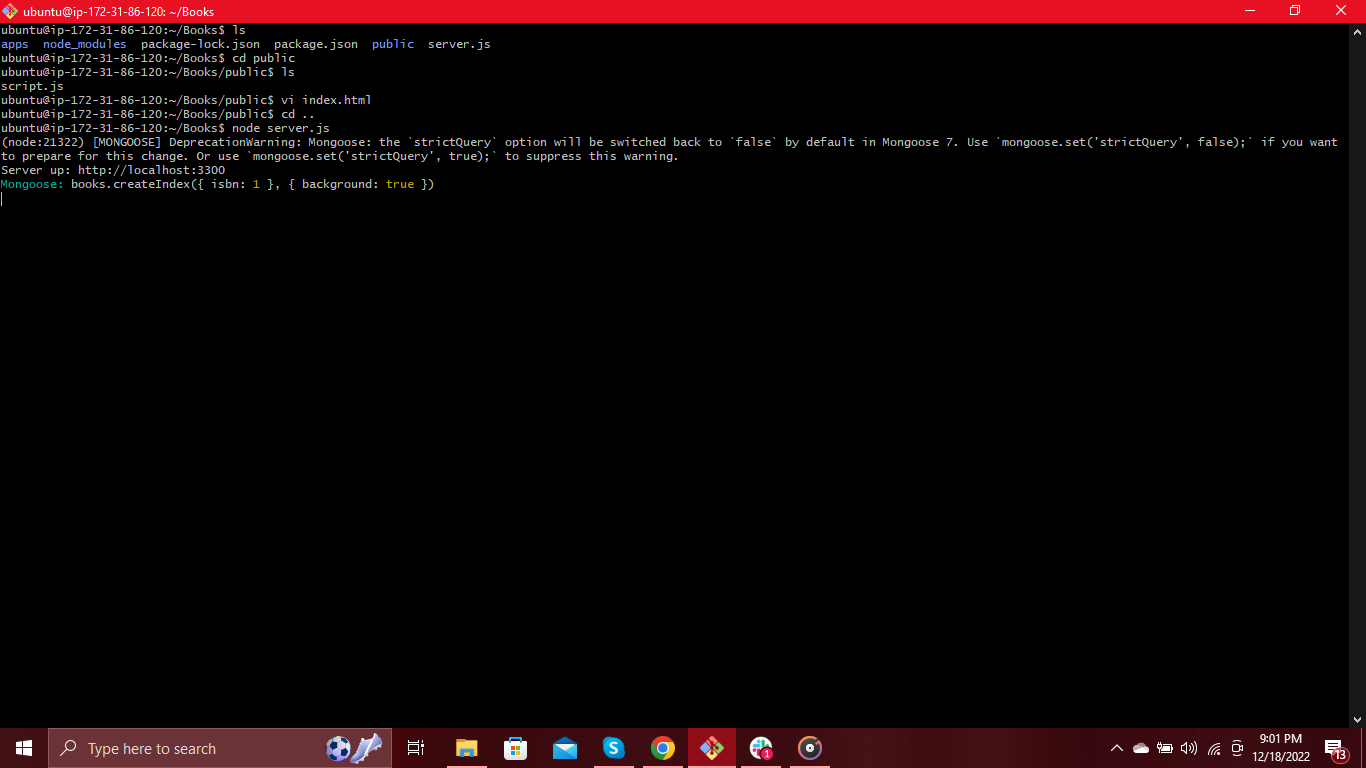 ubuntu@ip-172-31-86-120: ~/Books
ubuntu@ip-172-31-86-120:~/Books$ ls
apps  node_modules  package-lock.json  package.json  public  server.js
ubuntu@ip-172-31-86-120:~/Books$ cd public
ubuntu@ip-172-31-86-120:~/Books/public$ ls
script.js
ubuntu@ip-172-31-86-120:~/Books/public$ vi index.html
ubuntu@ip-172-31-86-120:~/Books/public$ cd ..
ubuntu@ip-172-31-86-120:~/Books$ node server.js
(node:21322) [MONGOOSE] DeprecationWarning: Mongoose: the `strictQuery` option will be switched back to `false` by default in Mongoose 7. Use `mongoose.set('strictQuery', false);` if you want
to prepare for this change. Or use `mongoose.set('strictQuery', true);` to suppress this warning.
Server up: http://localhost:3300
Mongoose: books.createIndex({ isbn: 1 }, { background: true })
Type here to search
S
1
9:01 PM
12/18/2022
13